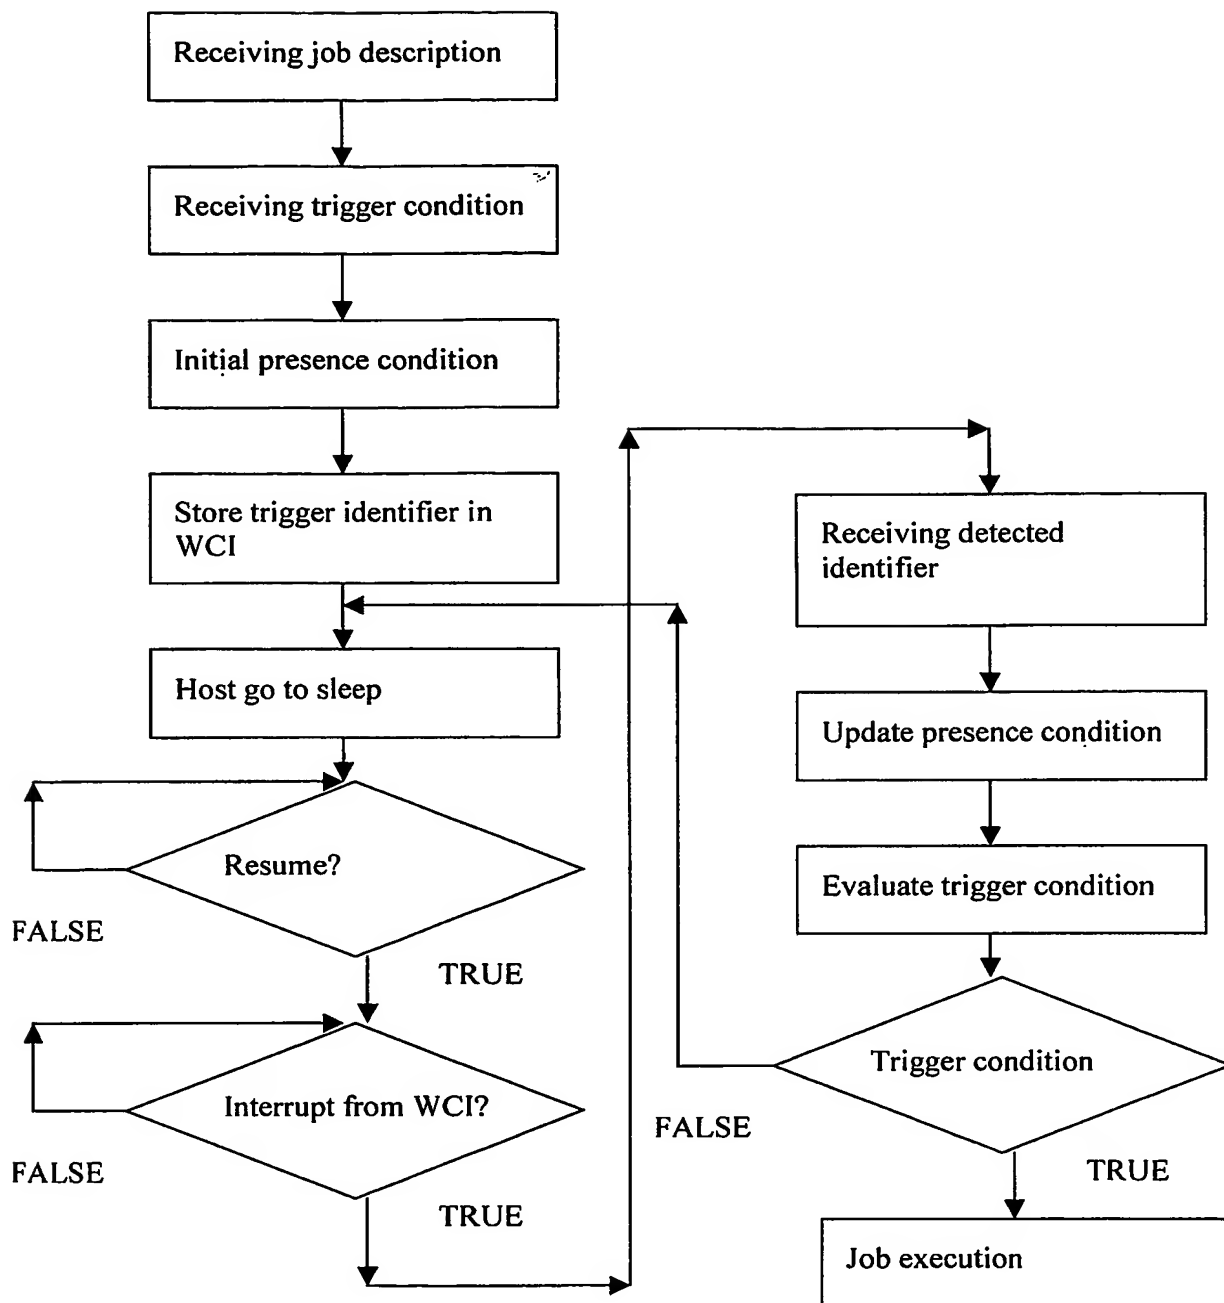 Receiving job description
Receiving trigger condition
Initial presence condition
Store trigger identifier in
WCI
Host go to sleep
Resume?
FALSE
TRUE
Interrupt from WCI?
FALSE
TRUE
Receiving detected
identifier
Update presence condition
Evaluate trigger condition
Trigger condition
FALSE
TRUE
Job execution